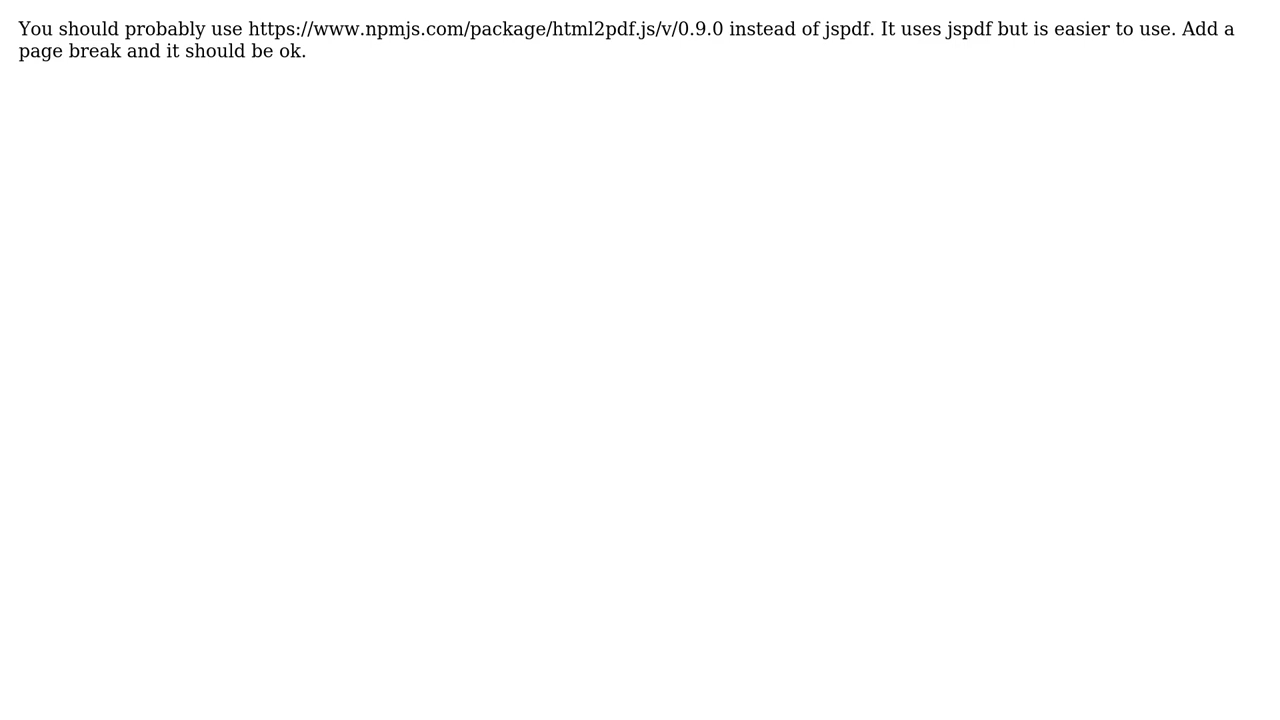 You should probably use https://www.npmjs.com/package/html2pdf.js/v/0.9.0 instead of jspdf. It uses jspdf but is easier to use. Add a
page break and it should be ok.